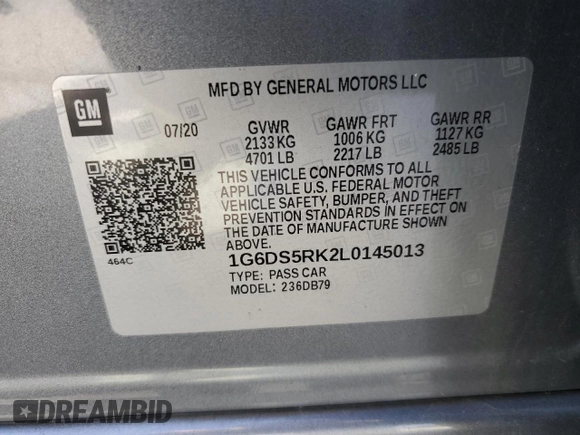 MFD BY GENERAL MOTORS LLC
GM
07/20 GVWR GAWR FRT GAWR RR
2133 KG 1006 KG 1127 KG
4701 LB 2217 LB 2485 LB
THIS VEHICLE CONFORMS TO ALL
APPLICABLE U.S. FEDERAL MOTOR
VEHICLE SAFETY, BUMPER, AND THEFT
PREVENTION STANDARDS IN EFFECT ON
THE DATE OF MANUFACTURE SHOWN
ABOVE.
464C
1G6DS5RK2L0145013
TYPE: PASS CAR
MODEL: 236DB79
DREAMBID